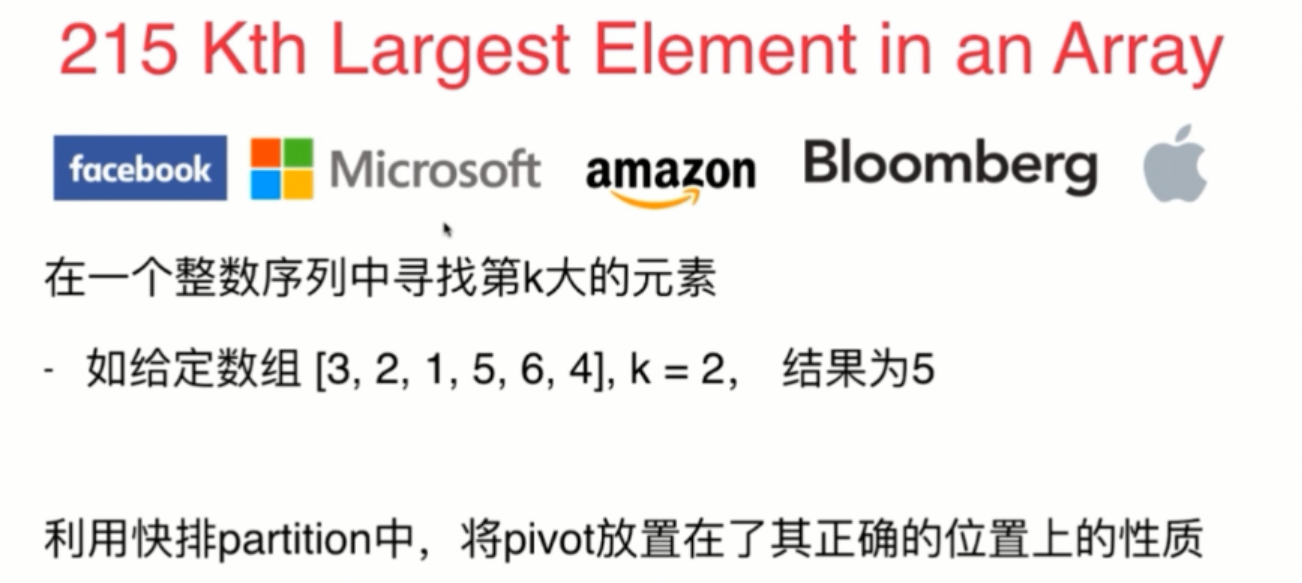 215 Kth Largest Element in an Array
facebook Microsoft amazon Bloomberg
在一个整数序列中寻找第k大的元素
- 如给定数组 [3, 2, 1, 5, 6, 4], k = 2, 结果为5
利用快排partition中，将pivot放置在了其正确的位置上的性质